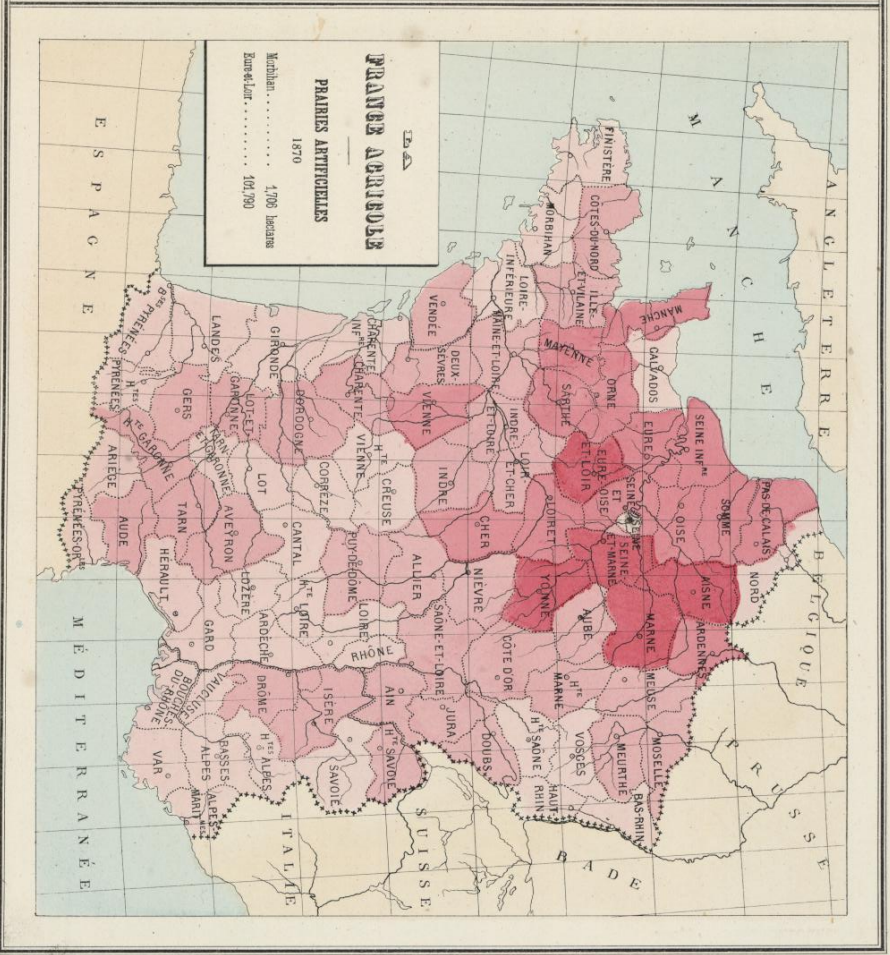 LA
FRANCE AGRICOLE
PRAIRIES ARTIFICIELLES
1870
Morbihan.......... 1,706 hectares
Eure-et-Loir.......... 101,790
ANGLETERRE
MANCHE
BELGIQUE
PRUSSE
BADE
SUISSE
ITALIE
ESPAGNE
MÉDITERRANÉE
PAS-DE-CALAIS
NORD
SOMME
SEINE INFRE
OISE
AISNE
ARDENNES
MANCHE
CALVADOS
EURE
SEINE
SEINE ET OISE
SEINE ET-MARNE
MARNE
MEUSE
MOSELLE
MEURTHE
BAS-RHIN
FINISTÈRE
CÔTES-DU-NORD
ILLE-ET-VILAINE
MORBIHAN
MAYENNE
ORNE
SARTHE
EURE ET-LOIR
LOIRET
YONNE
AUBE
HTE MARNE
VOSGES
HAUT RHIN
LOIRE-INFÉRIEURE
MAINE-ET-LOIRE
INDRE-ET-LOIRE
LOIR ET-CHER
CHER
NIÈVRE
CÔTE D'OR
HTE SAÔNE
DOUBS
JURA
VENDÉE
DEUX-SÈVRES
VIENNE
INDRE
ALLIER
SAÔNE-ET-LOIRE
AIN
HTE SAVOIE
SAVOIE
CHARENTE INFRE
CHARENTE
HTE VIENNE
CREUSE
PUY-DE-DÔME
LOIRE
RHÔNE
ISÈRE
GIRONDE
DORDOGNE
CORRÈZE
CANTAL
HTE LOIRE
ARDÈCHE
DRÔME
HTES ALPES
LANDES
LOT-ET-GARONNE
LOT
AVEYRON
LOZÈRE
GARD
VAUCLUSE
BASSES ALPES
ALPES-MARITMES
GERS
TARN-ET-GARONNE
TARN
HÉRAULT
BOUCHES DU-RHÔNE
VAR
BSES PYRÉNÉES
HTES PYRÉNÉES
HTE GARONNE
ARIÈGE
AUDE
PYRÉNÉES-ORLES